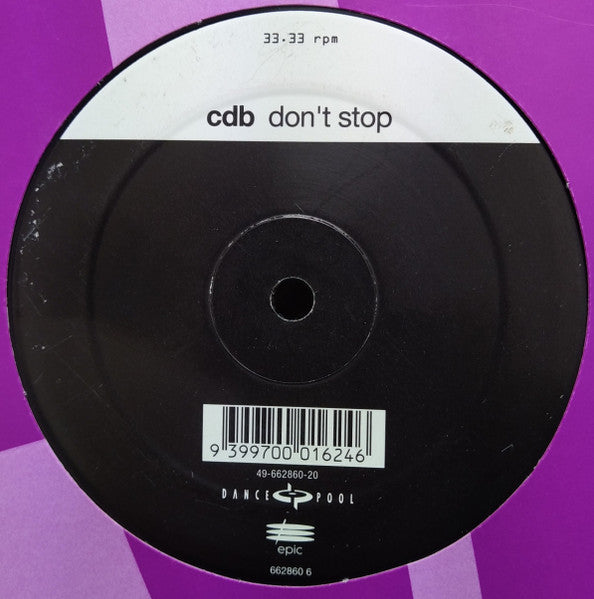 33.33 rpm
cdb don't stop
9 399700 016246
49-662860-20
DANCE POOL
epic
662860 6